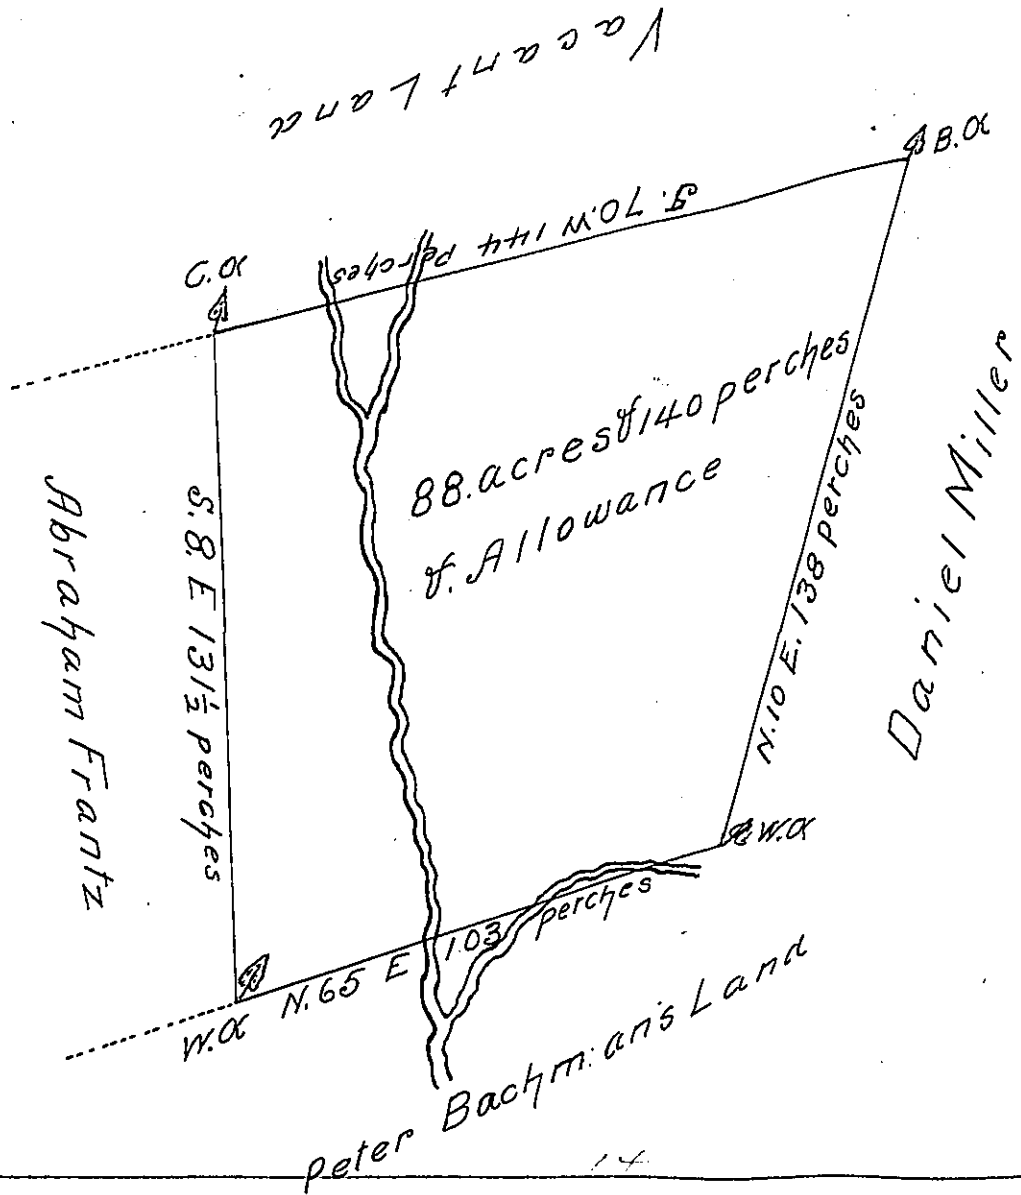 Vacant Land
B.O
S. 70. W 144 perches
C.O
88. acres & 140 perches
&. Allowance
Abraham Frantz
S. 8. E 131½ perches
N. 10 E. 138 perches
Daniel Miller
W.O
N. 65 E 103 perches
W.O
Peter Bachman's Land
14